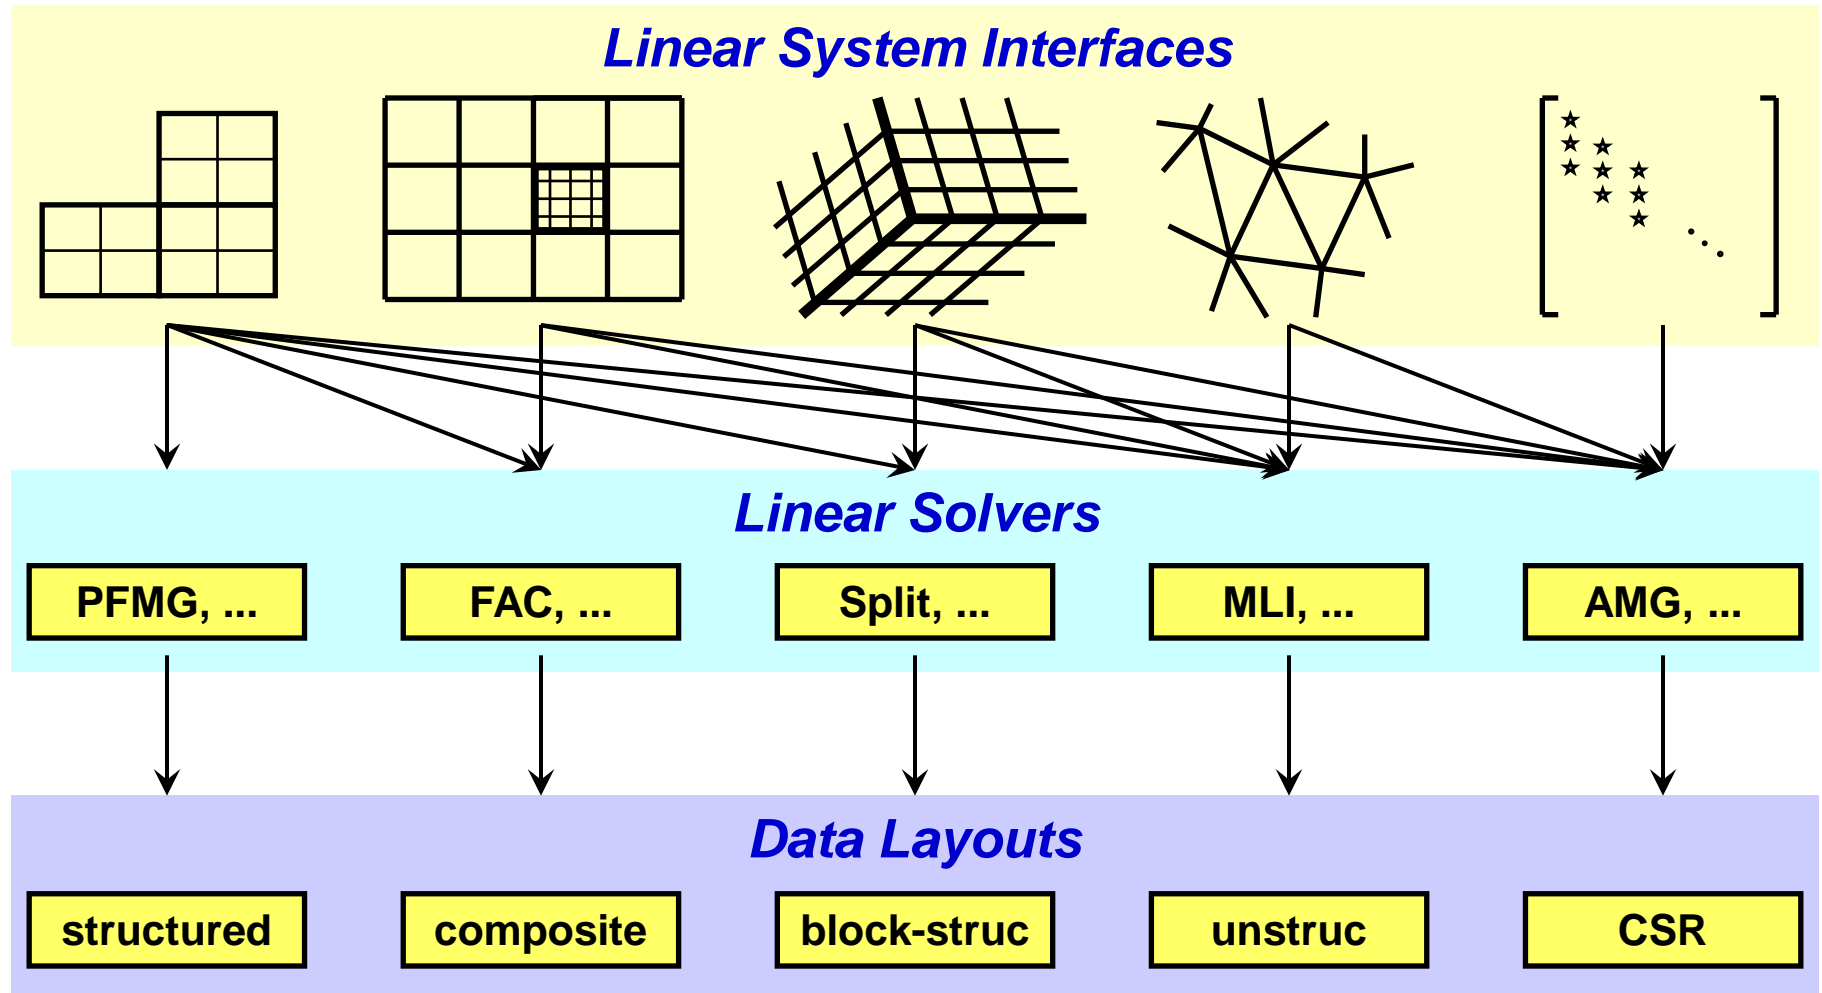 Linear System Interfaces
Linear Solvers
PFMG, ...
FAC, ...
Split, ...
MLI, ...
AMG, ...
Data Layouts
structured
composite
block-struc
unstruc
CSR